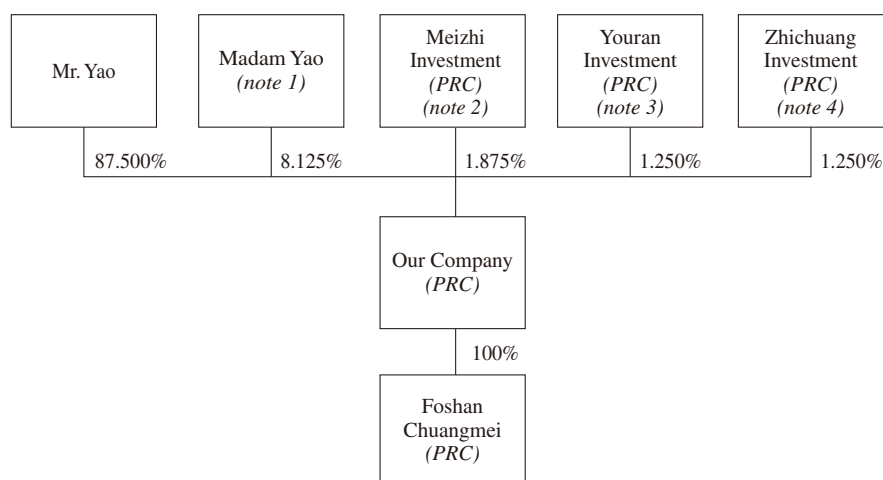 Mr. Yao
Madam Yao
(note 1)
Meizhi
Investment
(PRC)
(note 2)
Youran
Investment
(PRC)
(note 3)
Zhichuang
Investment
(PRC)
(note 4)
87.500%
8.125%
1.875%
1.250%
1.250%
Our Company
(PRC)
100%
Foshan
Chuangmei
(PRC)